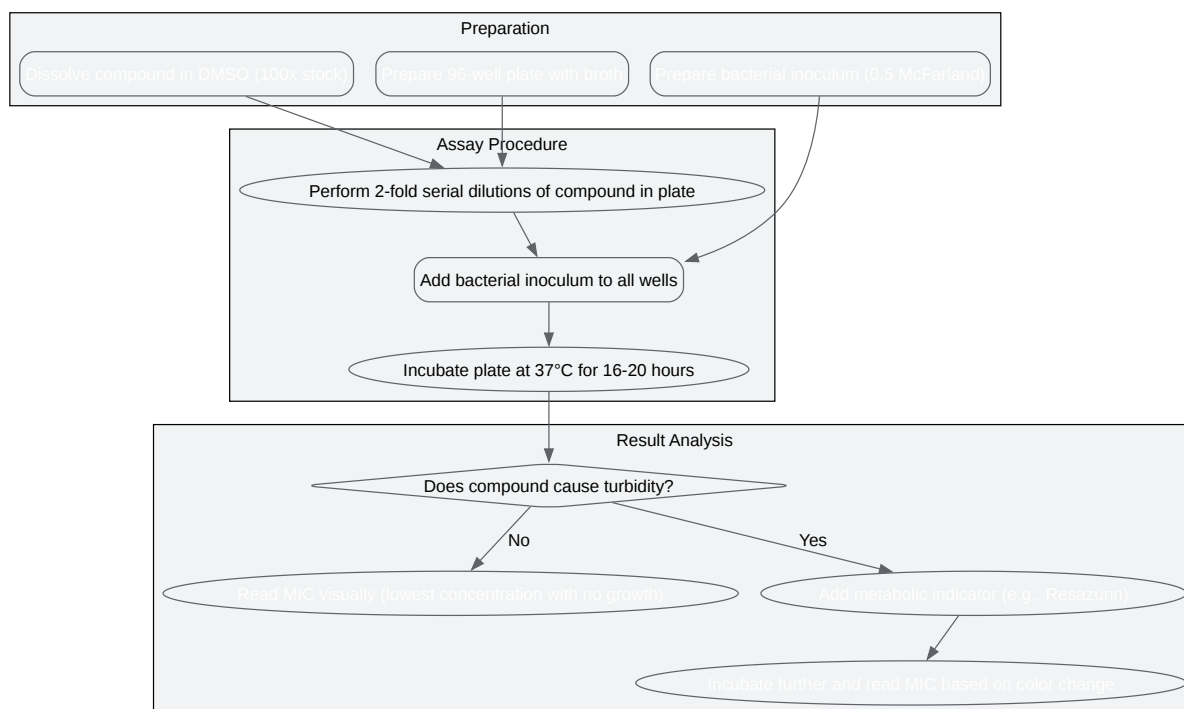 Preparation
Dissolve compound in DMSO (100x stock)
Prepare 96-well plate with broth
Prepare bacterial inoculum (0.5 McFarland)
Assay Procedure
Perform 2-fold serial dilutions of compound in plate
Add bacterial inoculum to all wells
Incubate plate at 37°C for 16-20 hours
Result Analysis
Does compound cause turbidity?
No
Yes
Read MIC visually (lowest concentration with no growth)
Add metabolic indicator (e.g., Resazurin)
Incubate further and read MIC based on color change